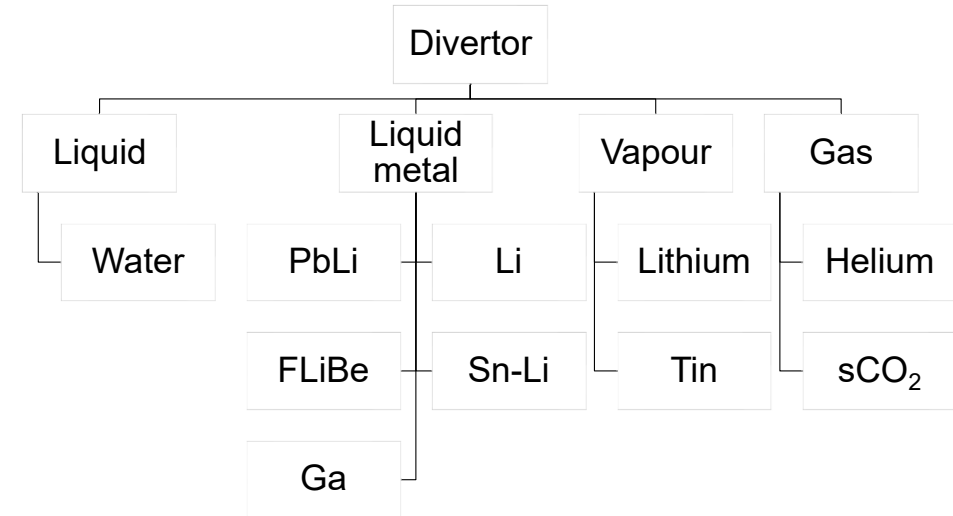 Divertor
Liquid
Liquid
metal
Vapour
Gas
Water
PbLi
Li
Lithium
Helium
FLiBe
Sn-Li
Tin
sCO₂
Ga